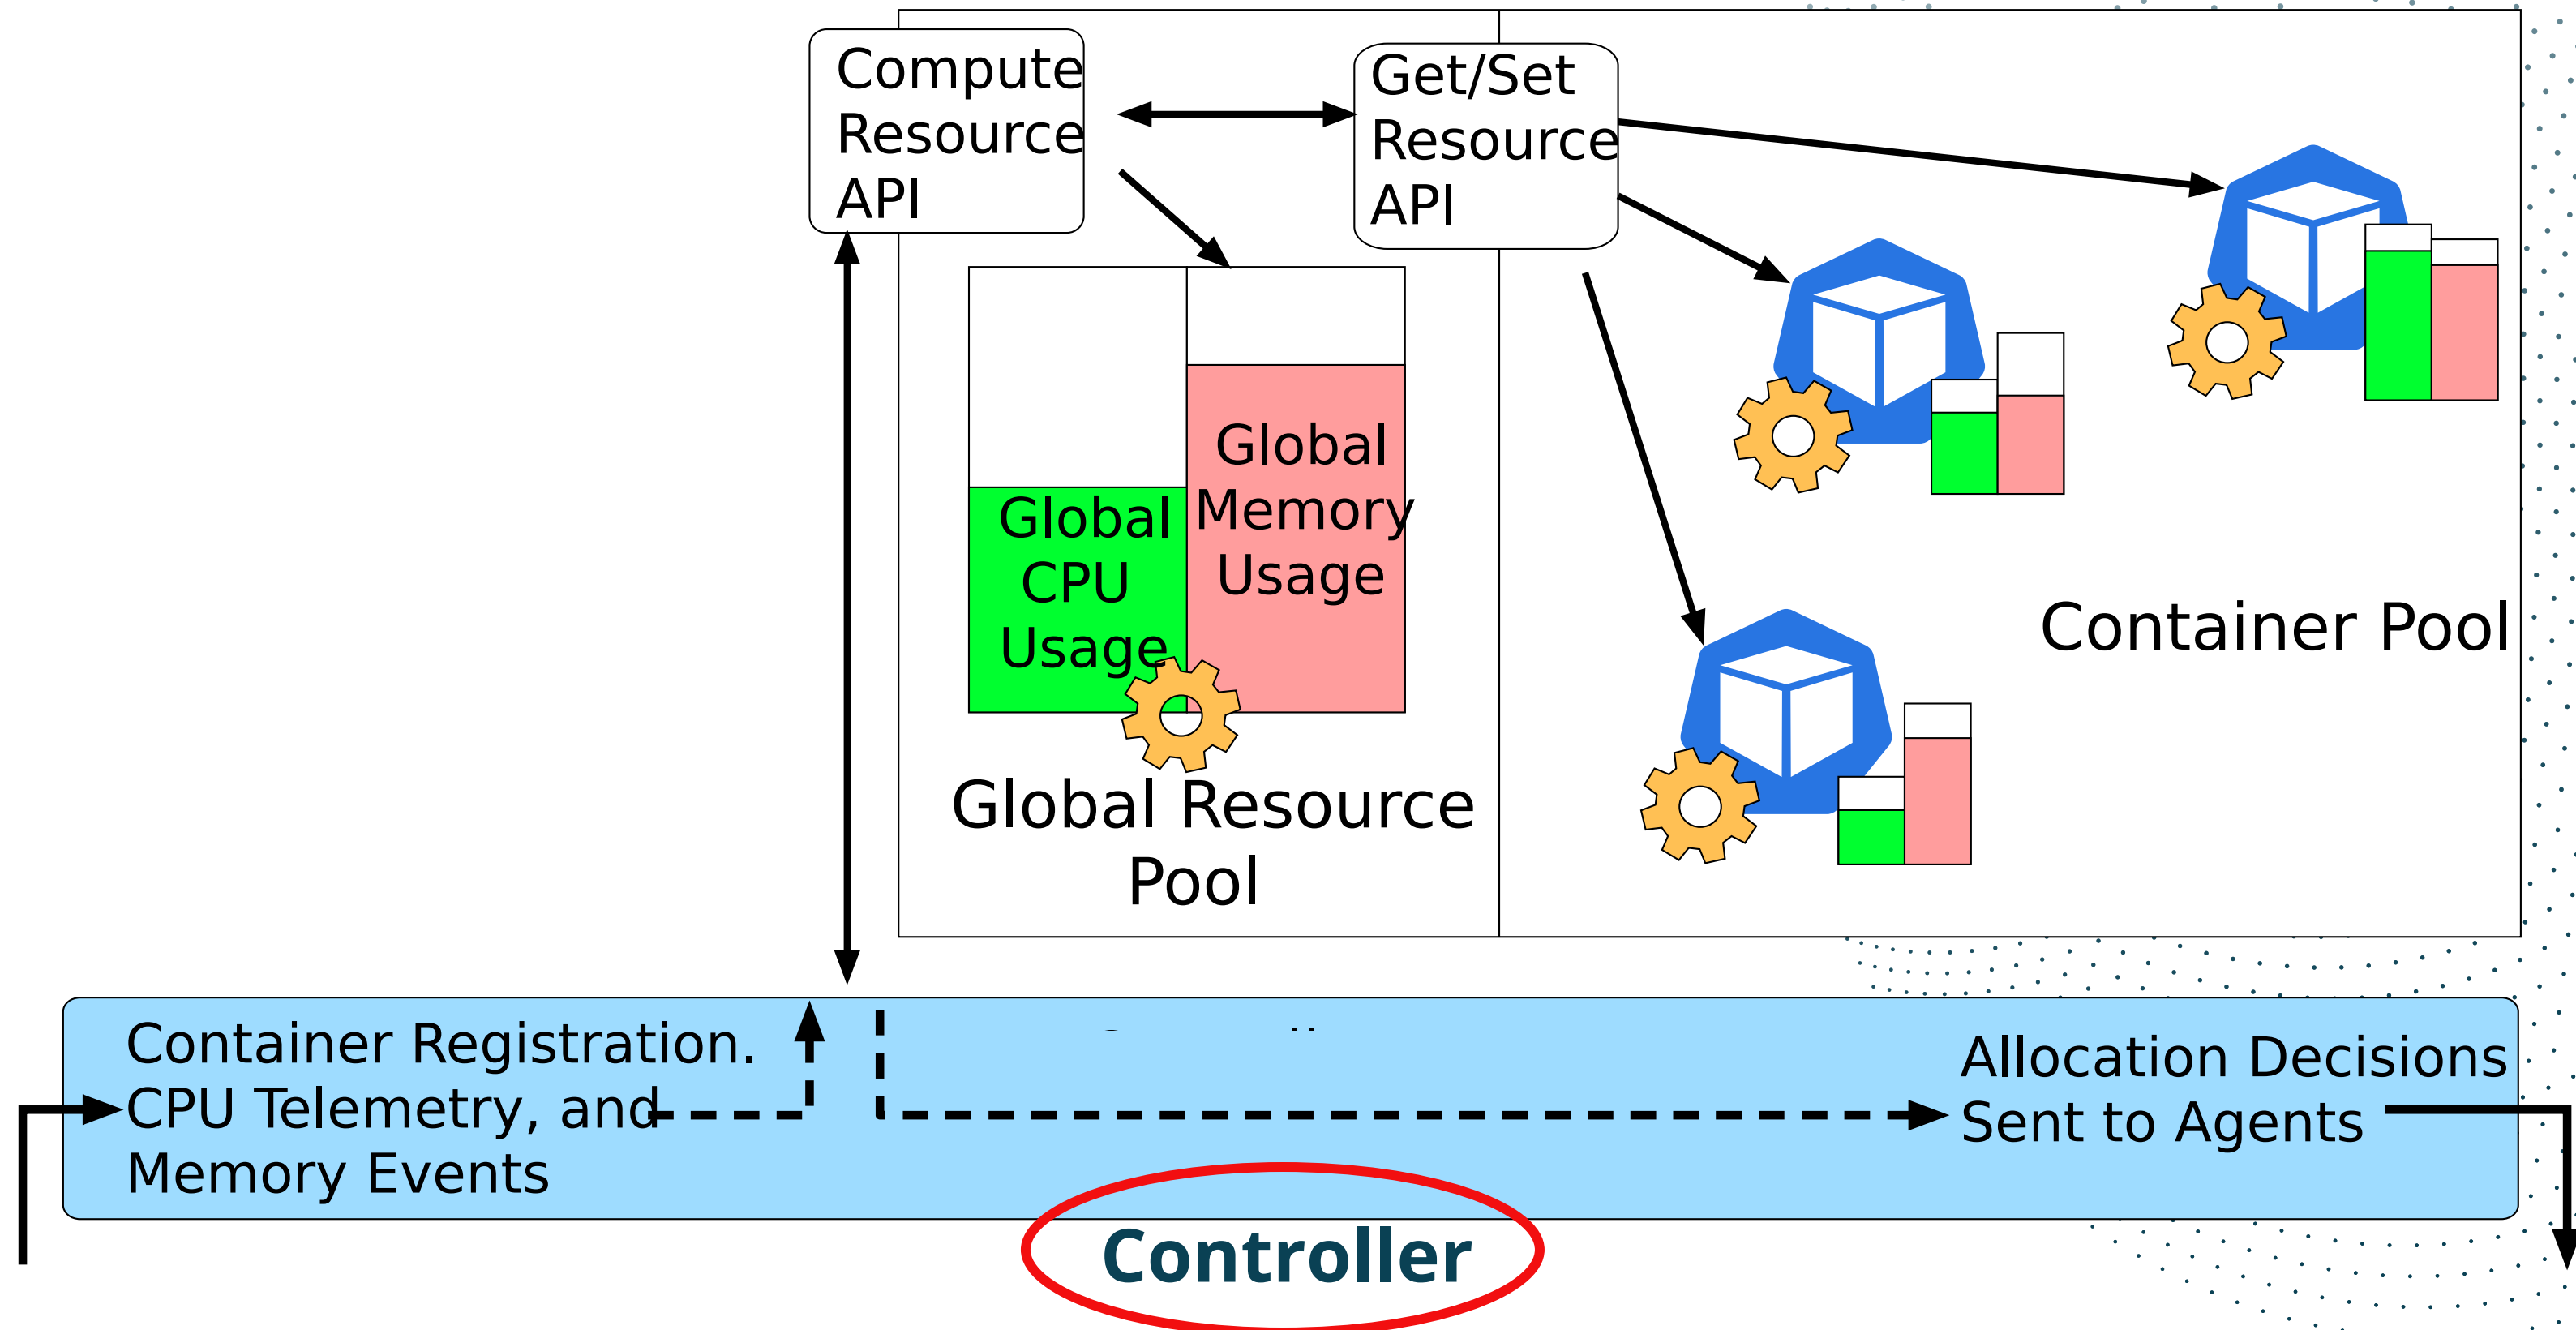 Compute
Resource
API
Get/Set
Resource
API
Global
CPU
Usage
Global
Memory
Usage
Container Pool
Global Resource
Pool
Container Registration.
CPU Telemetry, and
Memory Events
Allocation Decisions
Sent to Agents
Controller